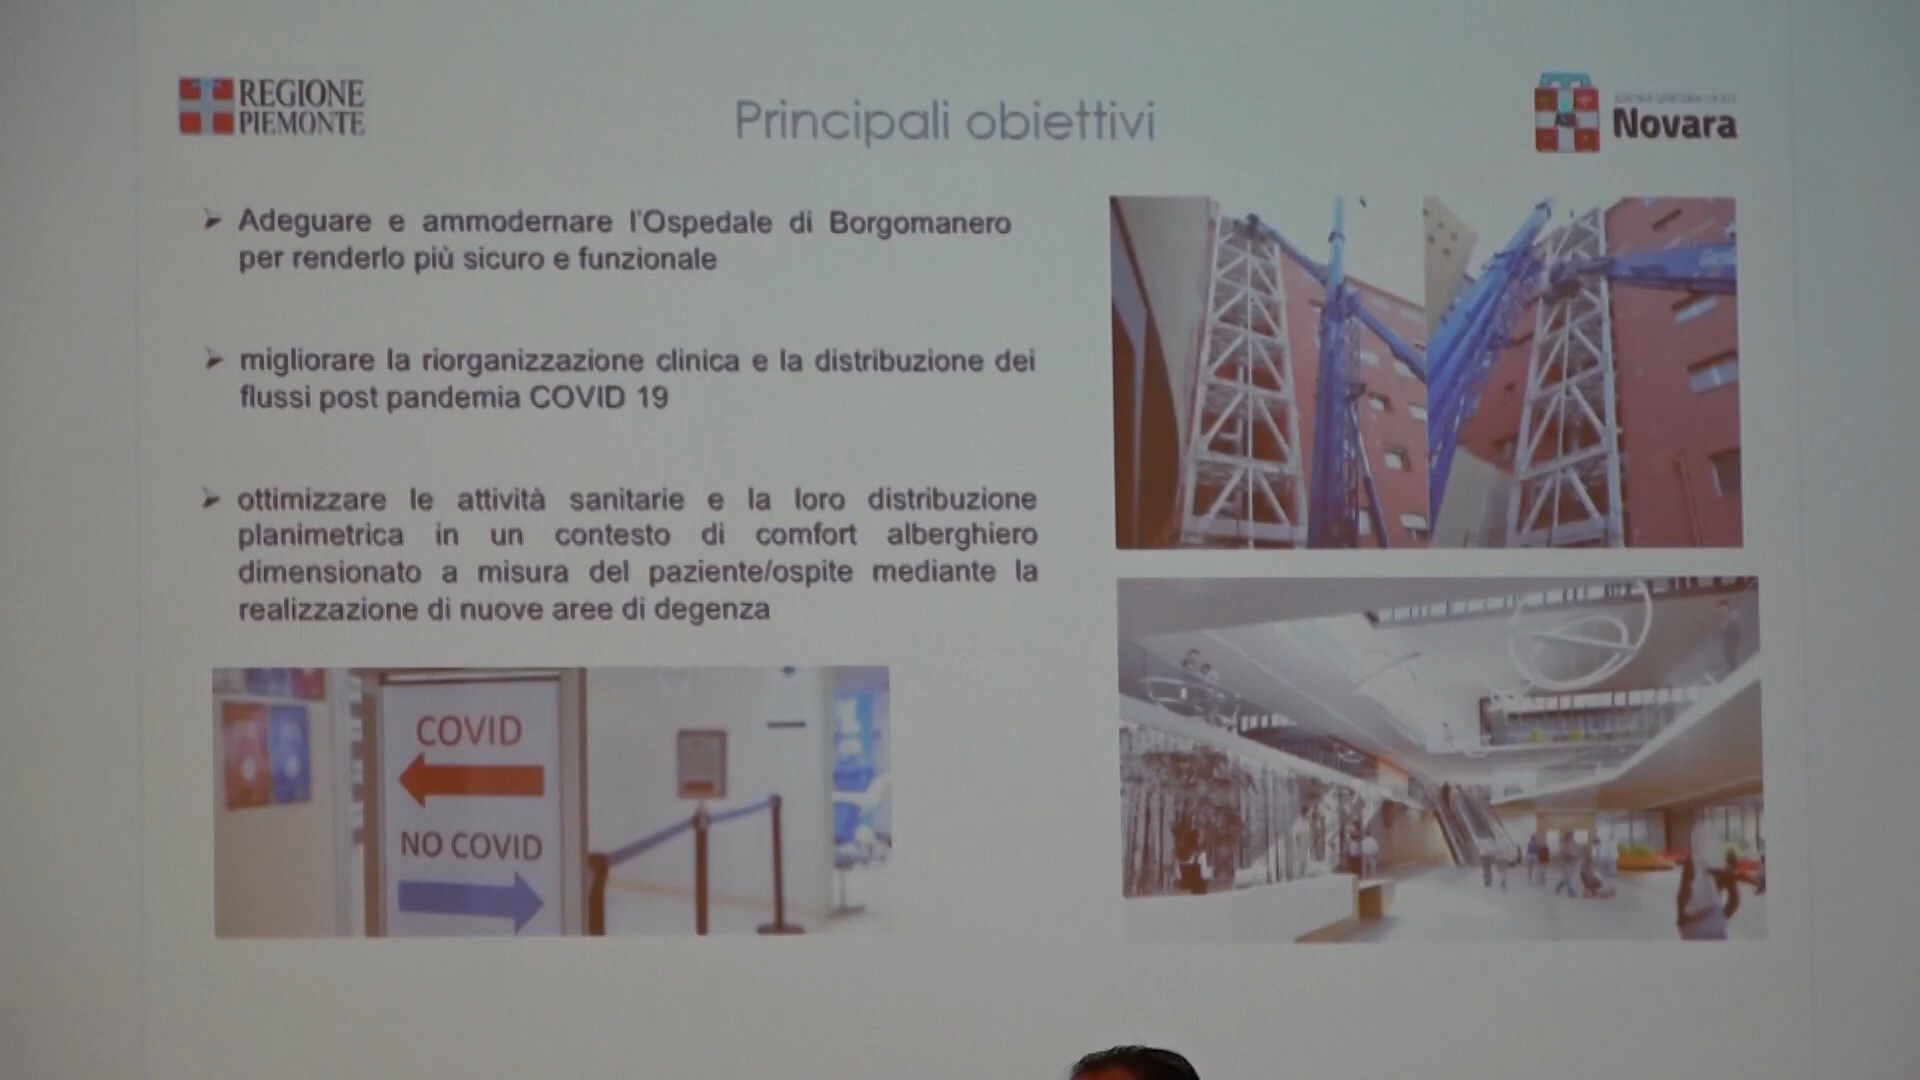 REGIONE
PIEMONTE
Principali obiettivi
ASL
Novara
Adeguare e ammodernare l'Ospedale di Borgomanero
per renderlo più sicuro e funzionale
migliorare la riorganizzazione clinica e la distribuzione dei
flussi post pandemia COVID 19
ottimizzare le attività sanitarie e la loro distribuzione
planimetrica in un contesto di comfort alberghiero
dimensionato a misura del paziente/ospite mediante la
realizzazione di nuove aree di degenza
COVID
NO COVID